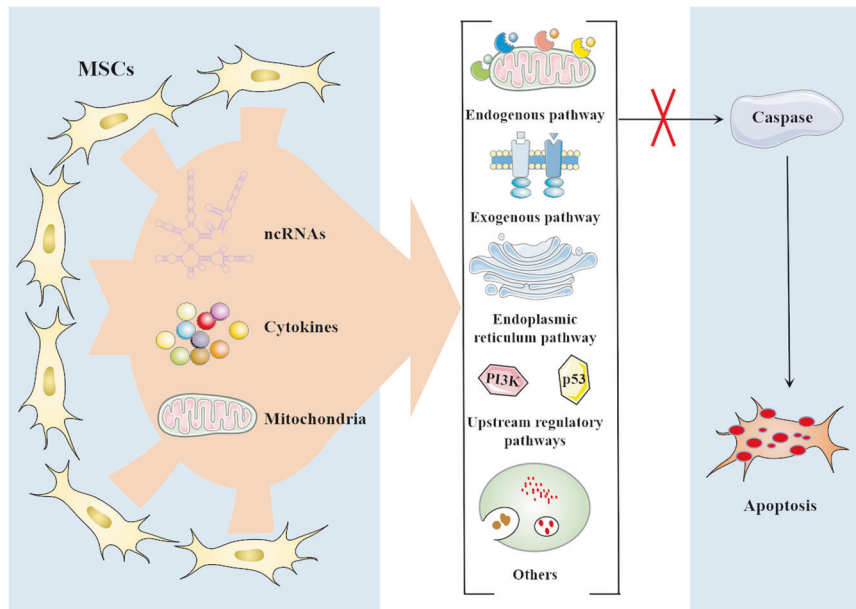 MSCs
ncRNAs
Cytokines
Mitochondria
Endogenous pathway
Exogenous pathway
Endoplasmic
reticulum pathway
PI3K
p53
Upstream regulatory
pathways
Others
Caspase
Apoptosis